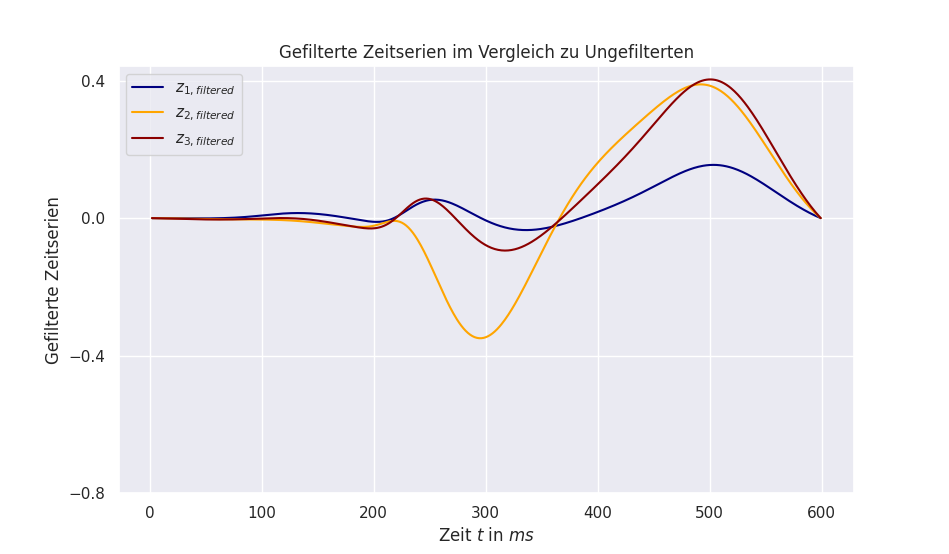 Gefilterte Zeitserien im Vergleich zu Ungefilterten
z1, filtered
z2, filtered
z3, filtered
Gefilterte Zeitserien
0.4
0.0
−0.4
−0.8
0 100 200 300 400 500 600
Zeit t in ms